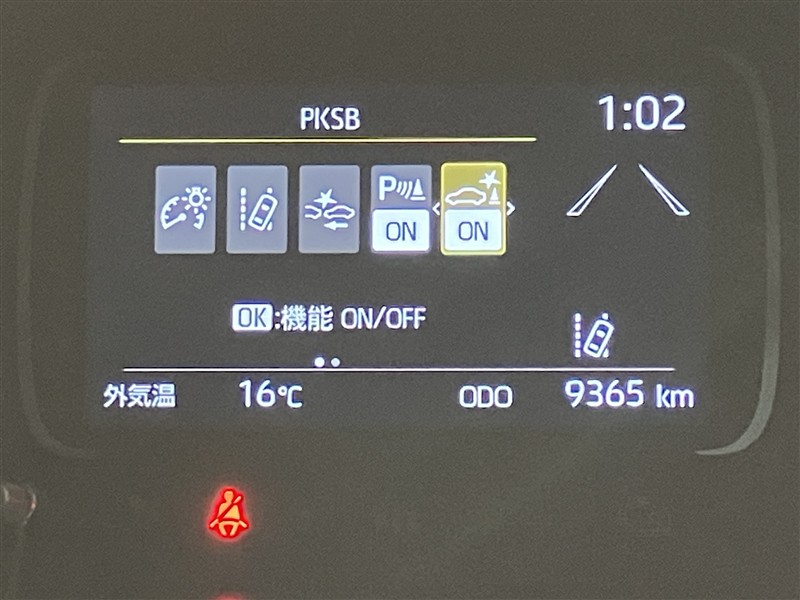 PKSB
1:02
P
ON
ON
OK:機能 ON/OFF
外気温 16℃ ODO 9365 km